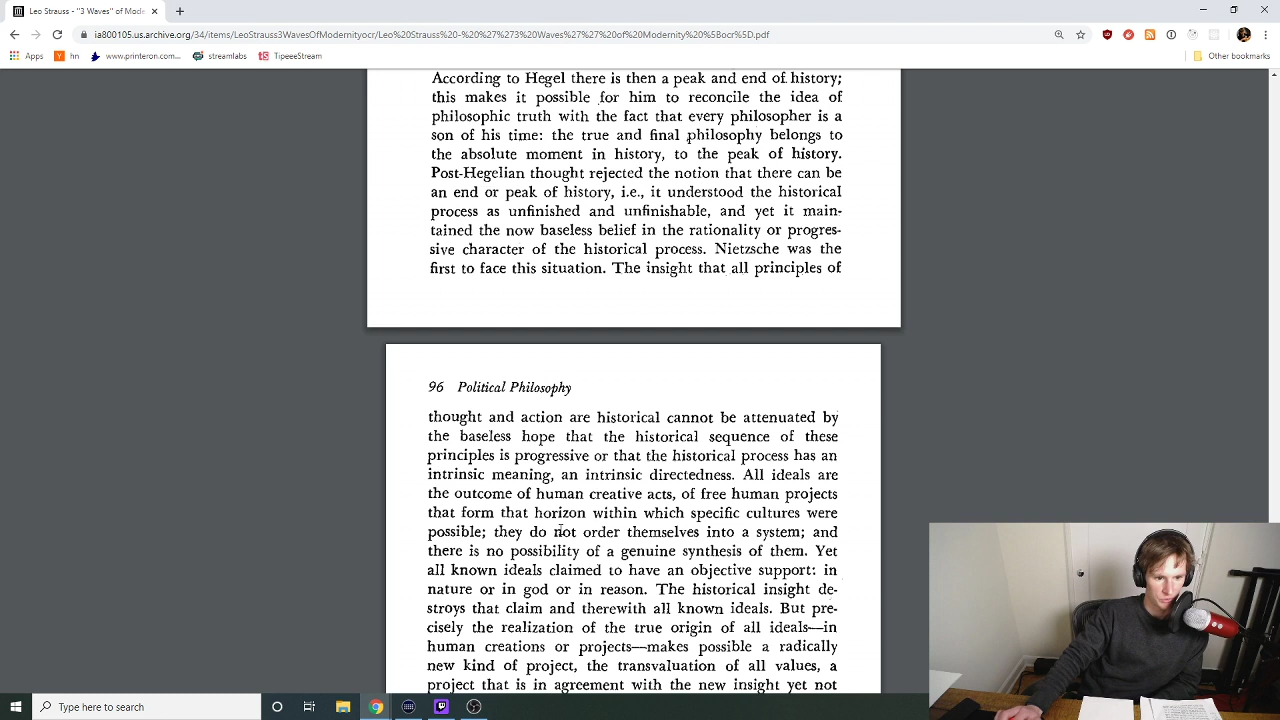 Leo Strauss - "3 Waves" of Mode
ia800105.us.archive.org/34/items/LeoStrauss3WavesOfModernityocr/Leo%20Strauss%20-%20%27%273%20Waves%27%27%20of%20Modernity%20%5Bocr%5D.pdf
Apps hn www.printeron.com... streamlabs TipeeeStream Other bookmarks
According to Hegel there is then a peak and end of history;
this makes it possible for him to reconcile the idea of
philosophic truth with the fact that every philosopher is a
son of his time: the true and final philosophy belongs to
the absolute moment in history, to the peak of history.
Post-Hegelian thought rejected the notion that there can be
an end or peak of history, i.e., it understood the historical
process as unfinished and unfinishable, and yet it main-
tained the now baseless belief in the rationality or progres-
sive character of the historical process. Nietzsche was the
first to face this situation. The insight that all principles of
96 Political Philosophy
thought and action are historical cannot be attenuated by
the baseless hope that the historical sequence of these
principles is progressive or that the historical process has an
intrinsic meaning, an intrinsic directedness. All ideals are
the outcome of human creative acts, of free human projects
that form that horizon within which specific cultures were
possible; they do not order themselves into a system; and
there is no possibility of a genuine synthesis of them. Yet
all known ideals claimed to have an objective support: in
nature or in god or in reason. The historical insight de-
stroys that claim and therewith all known ideals. But pre-
cisely the realization of the true origin of all ideals—in
human creations or projects—makes possible a radically
new kind of project, the transvaluation of all values, a
project that is in agreement with the new insight yet not
Type here to search